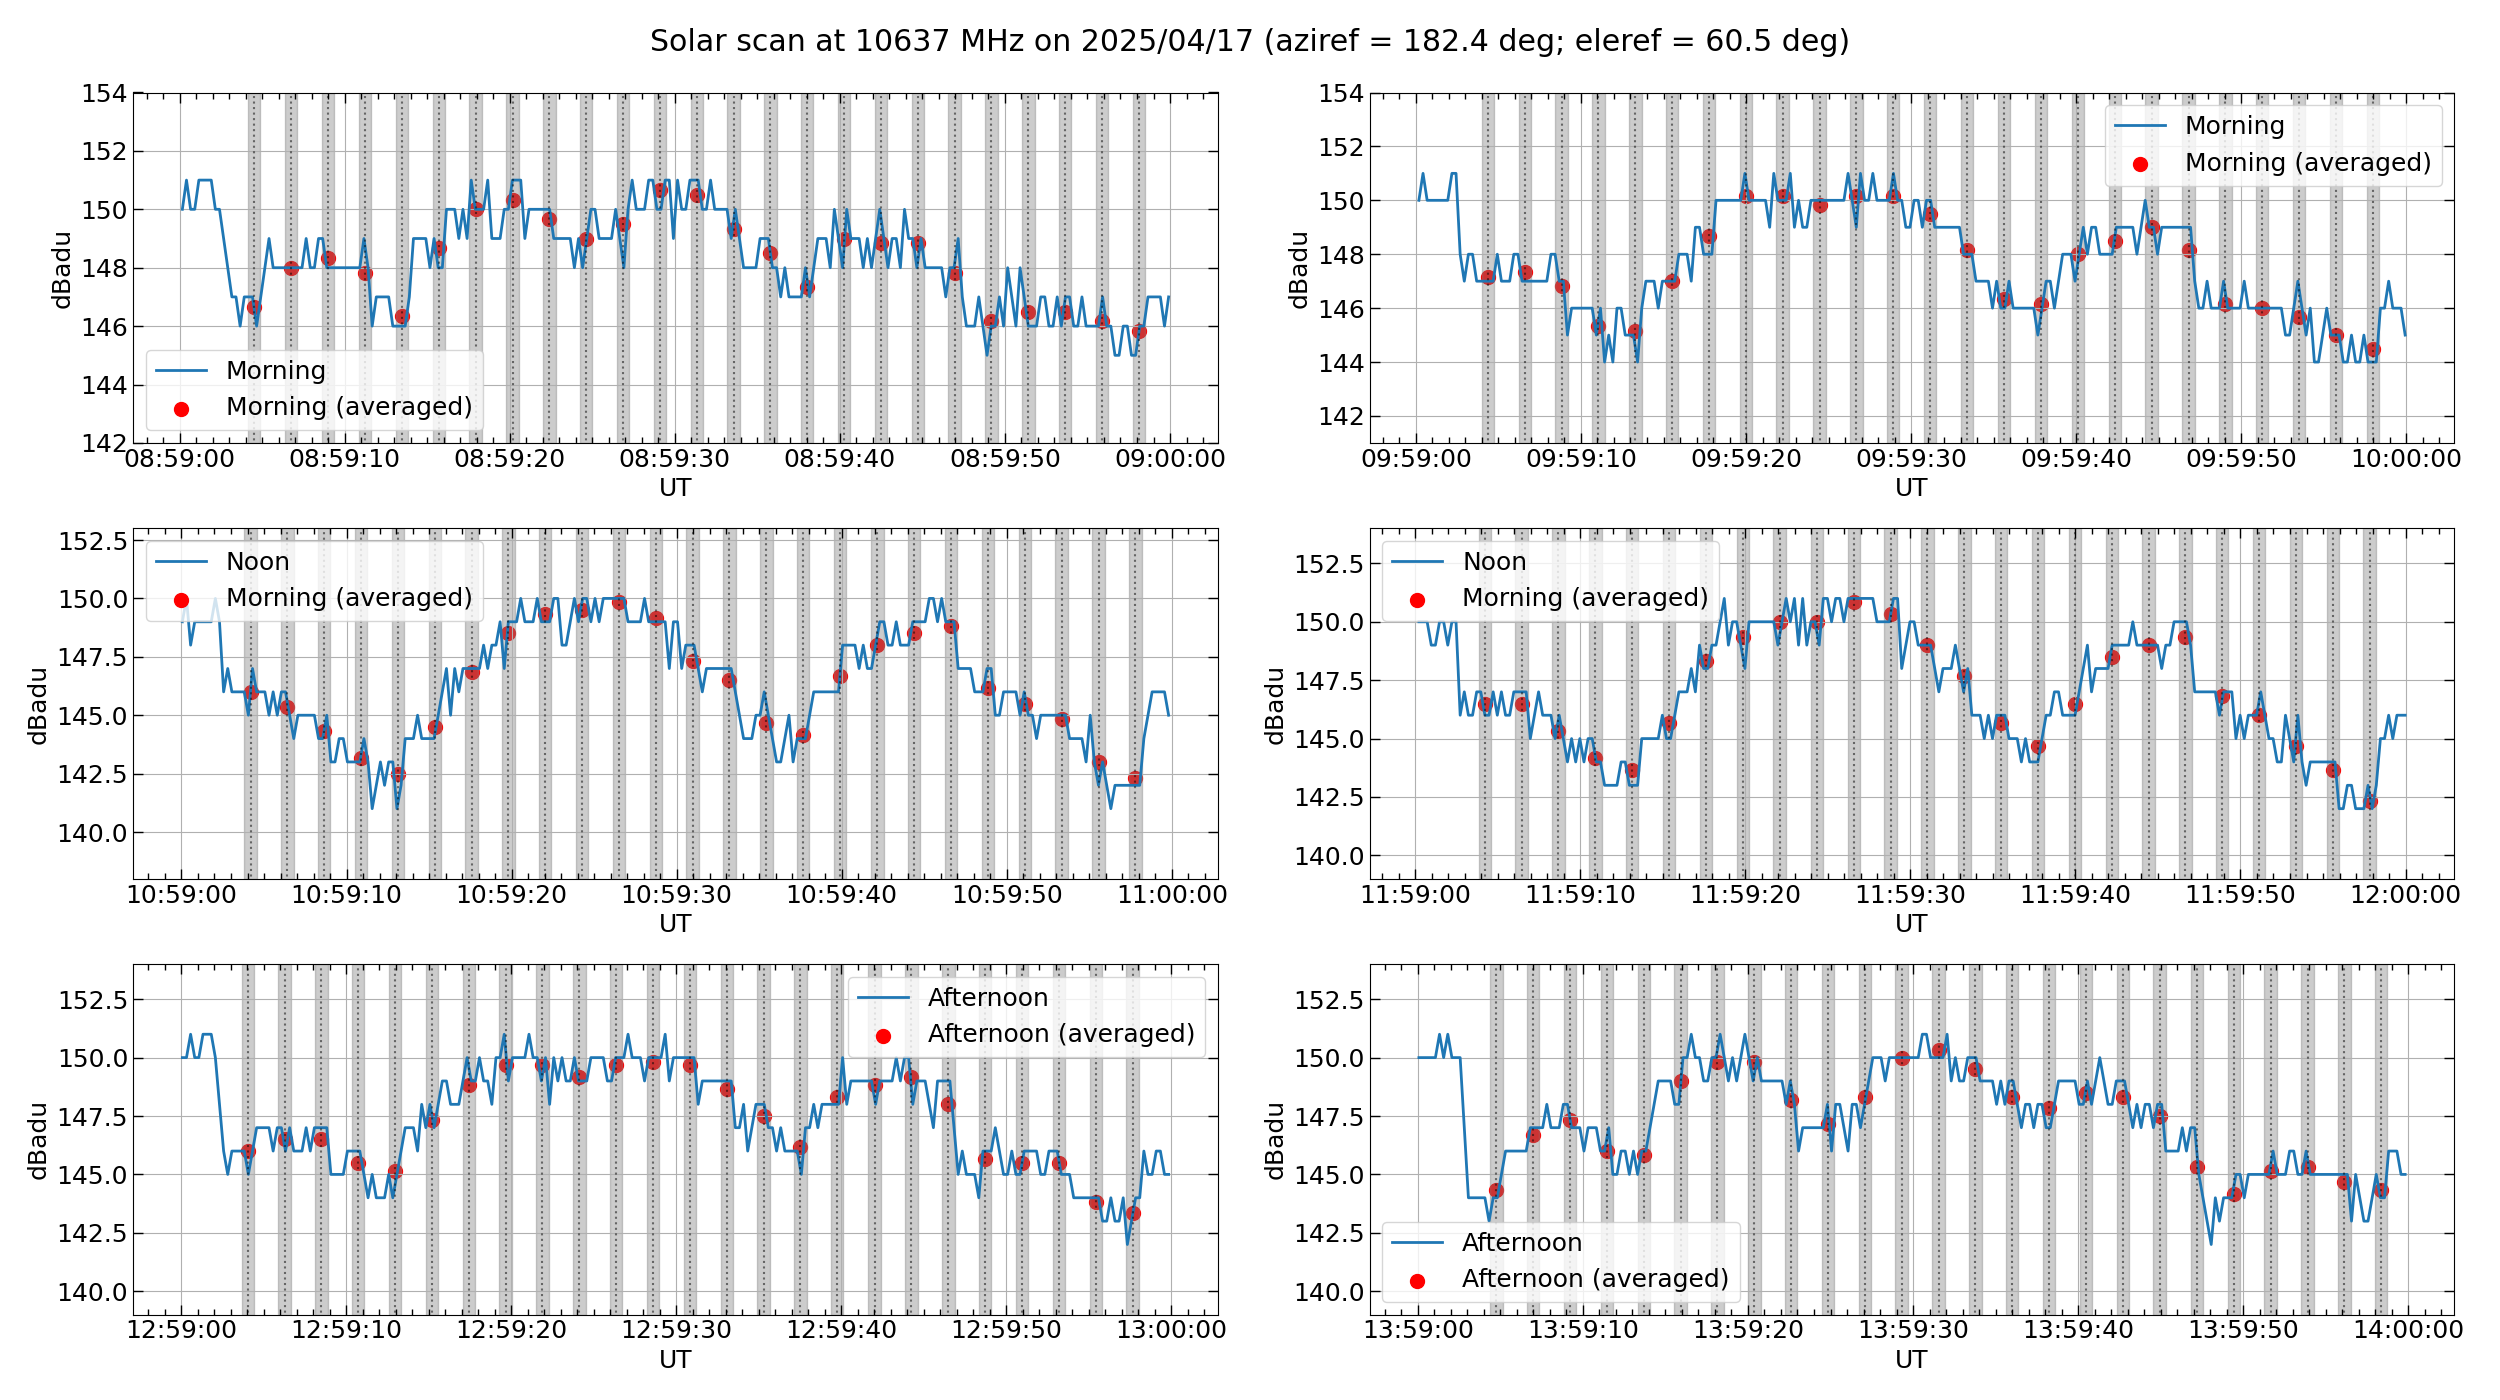 Solar scan at 10637 MHz on 2025/04/17 (aziref = 182.4 deg; eleref = 60.5 deg)
154
152
150
148
146
144
142
dBadu
Morning
Morning (averaged)
08:59:00 08:59:10 08:59:20 08:59:30 08:59:40 08:59:50 09:00:00
UT
154
152
150
148
146
144
142
dBadu
Morning
Morning (averaged)
09:59:00 09:59:10 09:59:20 09:59:30 09:59:40 09:59:50 10:00:00
UT
152.5
150.0
147.5
145.0
142.5
140.0
dBadu
Noon
Morning (averaged)
10:59:00 10:59:10 10:59:20 10:59:30 10:59:40 10:59:50 11:00:00
UT
152.5
150.0
147.5
145.0
142.5
140.0
dBadu
Noon
Morning (averaged)
11:59:00 11:59:10 11:59:20 11:59:30 11:59:40 11:59:50 12:00:00
UT
152.5
150.0
147.5
145.0
142.5
140.0
dBadu
Afternoon
Afternoon (averaged)
12:59:00 12:59:10 12:59:20 12:59:30 12:59:40 12:59:50 13:00:00
UT
152.5
150.0
147.5
145.0
142.5
140.0
dBadu
Afternoon
Afternoon (averaged)
13:59:00 13:59:10 13:59:20 13:59:30 13:59:40 13:59:50 14:00:00
UT